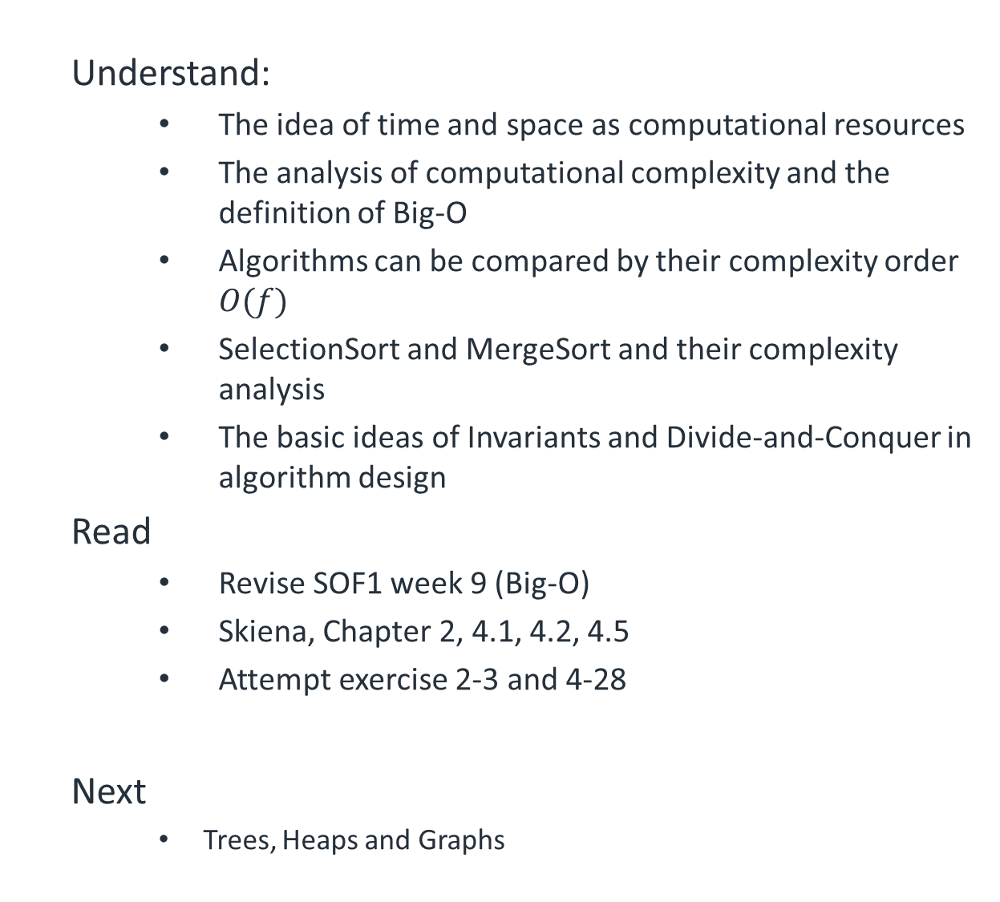 Understand:
• The idea of time and space as computational resources
• The analysis of computational complexity and the
definition of Big-O
• Algorithms can be compared by their complexity order
O(f)
• SelectionSort and MergeSort and their complexity
analysis
• The basic ideas of Invariants and Divide-and-Conquer in
algorithm design
Read
• Revise SOF1 week 9 (Big-O)
• Skiena, Chapter 2, 4.1, 4.2, 4.5
• Attempt exercise 2-3 and 4-28
Next
• Trees, Heaps and Graphs